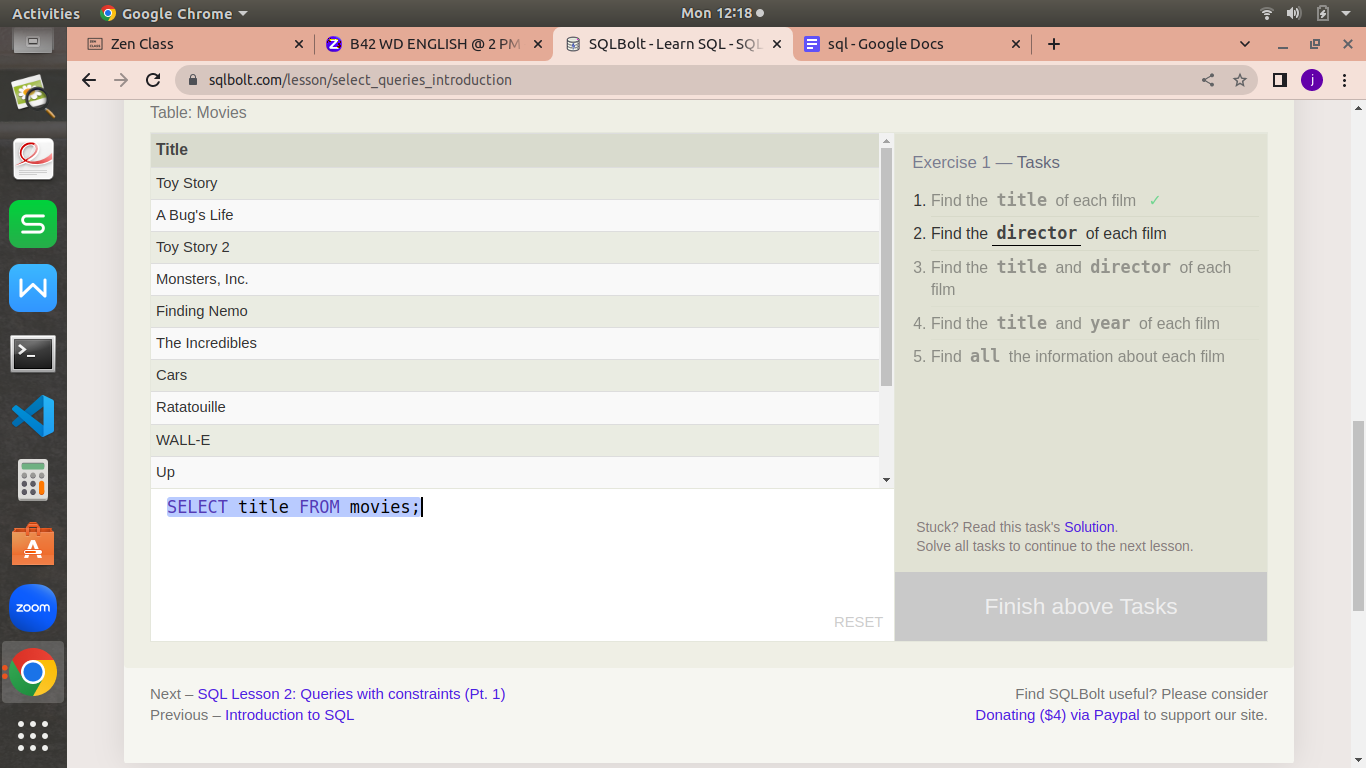 Activities
Google Chrome
Mon 12:18
Zen Class
B42 WD ENGLISH @ 2 PM
SQLBolt - Learn SQL - SQL
sql - Google Docs
sqlbolt.com/lesson/select_queries_introduction
j
Table: Movies
Title
Toy Story
A Bug's Life
Toy Story 2
Monsters, Inc.
Finding Nemo
The Incredibles
Cars
Ratatouille
WALL-E
Up
SELECT title FROM movies;
RESET
Exercise 1 — Tasks
1. Find the title of each film ✓
2. Find the director of each film
3. Find the title and director of each
film
4. Find the title and year of each film
5. Find all the information about each film
Stuck? Read this task's Solution.
Solve all tasks to continue to the next lesson.
Finish above Tasks
Next – SQL Lesson 2: Queries with constraints (Pt. 1)
Previous – Introduction to SQL
Find SQLBolt useful? Please consider
Donating ($4) via Paypal to support our site.
zoom